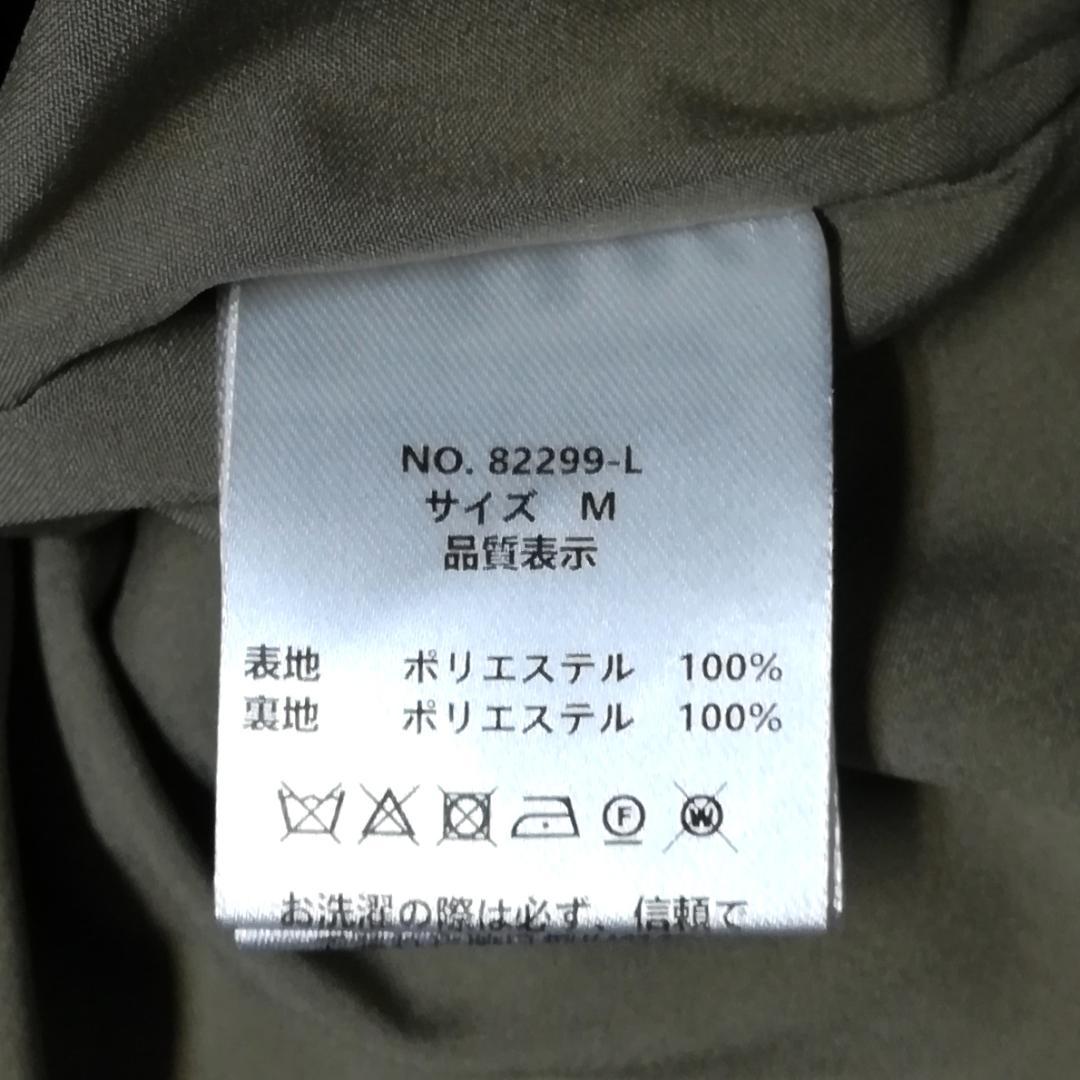 NO. 82299-L
サイズ M
品質表示
表地 ポリエステル 100%
裏地 ポリエステル 100%
F W
お洗濯の際は必ず、信頼で